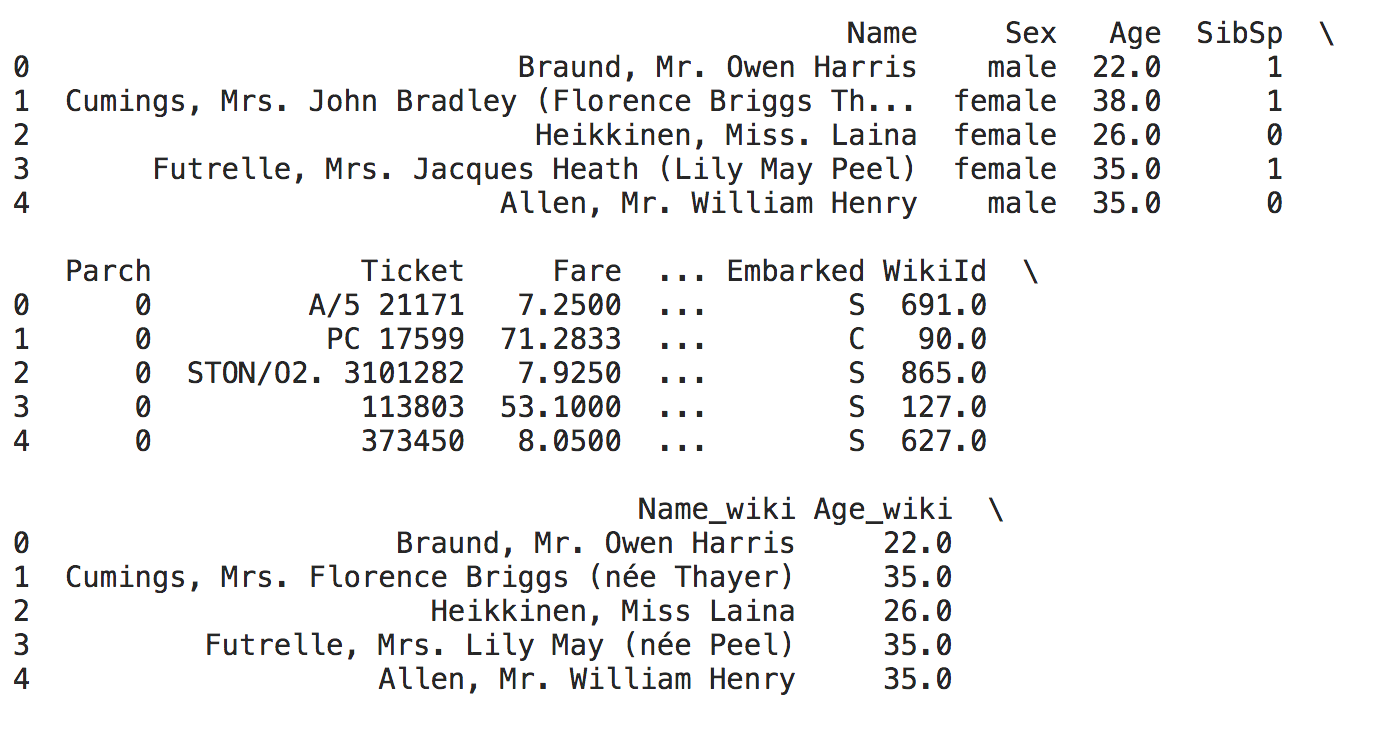 Name     Sex   Age  SibSp  \
0                            Braund, Mr. Owen Harris    male  22.0      1
1  Cumings, Mrs. John Bradley (Florence Briggs Th...  female  38.0      1
2                             Heikkinen, Miss. Laina  female  26.0      0
3       Futrelle, Mrs. Jacques Heath (Lily May Peel)  female  35.0      1
4                           Allen, Mr. William Henry    male  35.0      0

   Parch            Ticket     Fare  ... Embarked WikiId  \
0      0         A/5 21171   7.2500  ...        S  691.0
1      0          PC 17599  71.2833  ...        C   90.0
2      0  STON/O2. 3101282   7.9250  ...        S  865.0
3      0            113803  53.1000  ...        S  127.0
4      0            373450   8.0500  ...        S  627.0

                                 Name_wiki Age_wiki  \
0                      Braund, Mr. Owen Harris     22.0
1  Cumings, Mrs. Florence Briggs (née Thayer)     35.0
2                        Heikkinen, Miss Laina     26.0
3          Futrelle, Mrs. Lily May (née Peel)     35.0
4                     Allen, Mr. William Henry     35.0